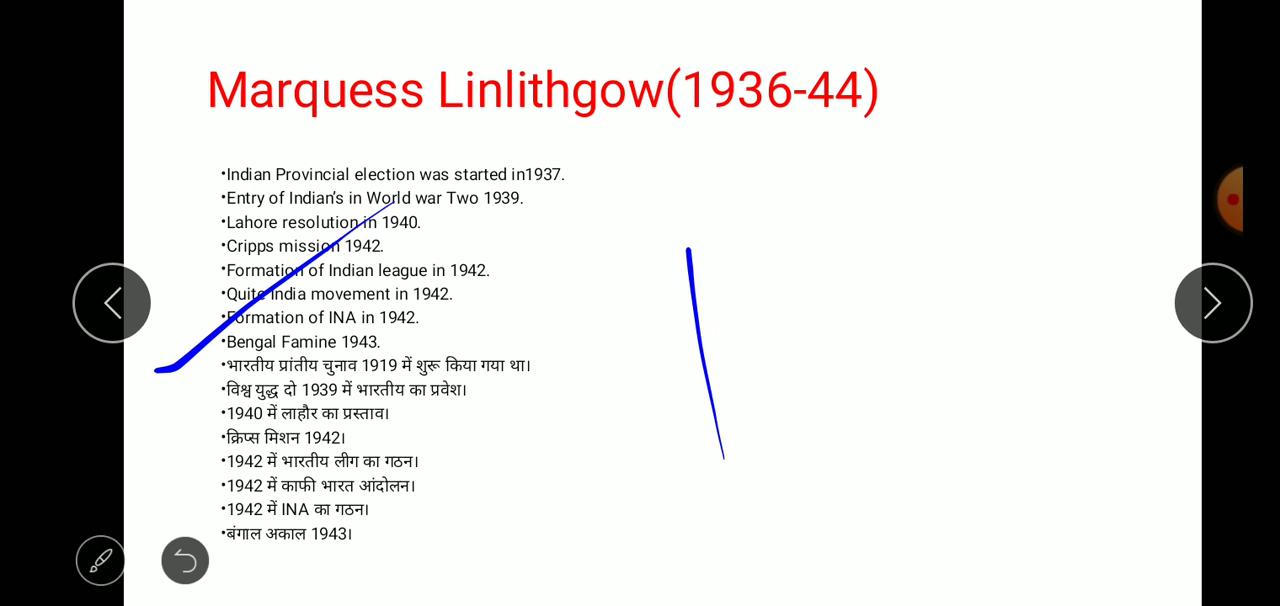 Marquess Linlithgow(1936-44)
•Indian Provincial election was started in1937.
•Entry of Indian's in World war Two 1939.
•Lahore resolution in 1940.
•Cripps mission 1942.
•Formation of Indian league in 1942.
•Quite india movement in 1942.
•Formation of INA in 1942.
•Bengal Famine 1943.
•भारतीय प्रांतीय चुनाव 1919 में शुरू किया गया था।
•विश्व युद्ध दो 1939 में भारतीय का प्रवेश।
•1940 में लाहौर का प्रस्ताव।
•क्रिप्स मिशन 1942।
•1942 में भारतीय लीग का गठन।
•1942 में काफी भारत आंदोलन।
•1942 में INA का गठन।
•बंगाल अकाल 1943।